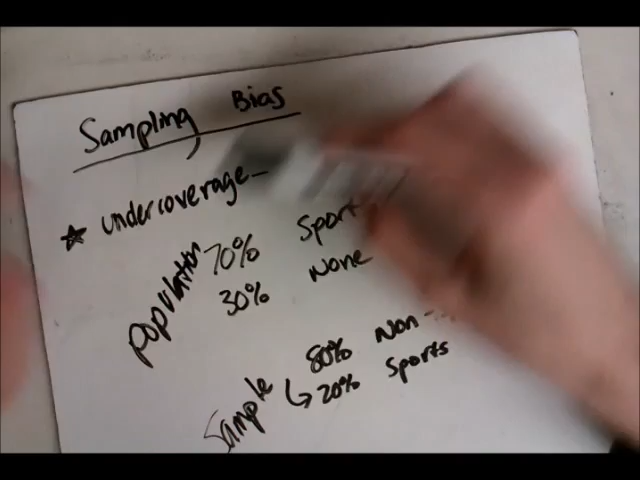 Sampling Bias
★ undercoverage-
Population
70% Sport
30% None
Sample
80% Non-
↳ 20% Sports